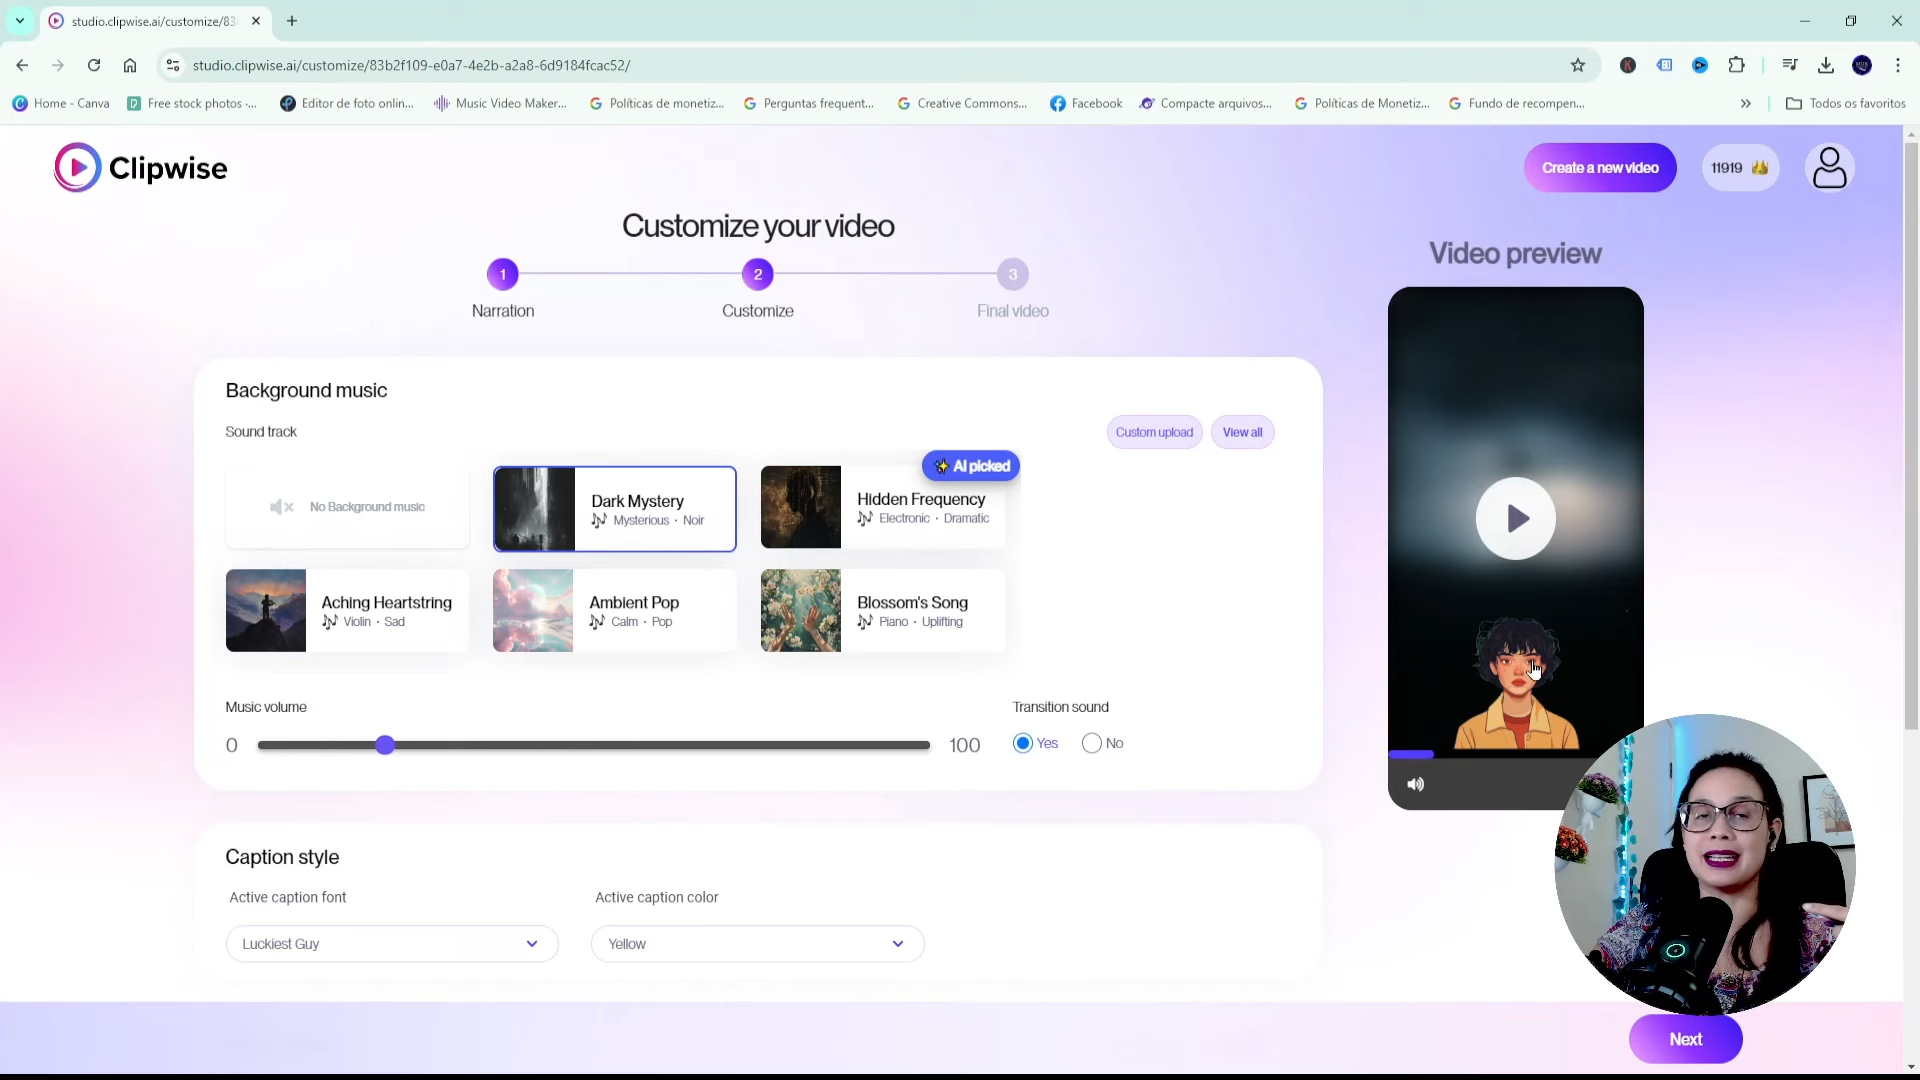 studio.clipwise.ai/customize/83
studio.clipwise.ai/customize/83b2f109-e0a7-4e2b-a2a8-6d9184fcac52/
Home - Canva
Free stock photos -...
Editor de foto onlin...
Music Video Maker...
Políticas de monetiz...
Perguntas frequent...
Creative Commons...
Facebook
Compacte arquivos...
Políticas de Monetiz...
Fundo de recompen...
Todos os favoritos
Clipwise
Create a new video
11919
Customize your video
1
2
3
Narration
Customize
Final video
Video preview
Background music
Sound track
Custom upload
View all
No Background music
Dark Mystery
Mysterious · Noir
AI picked
Hidden Frequency
Electronic · Dramatic
Aching Heartstring
Violin · Sad
Ambient Pop
Calm · Pop
Blossom's Song
Piano · Uplifting
Music volume
0
100
Transition sound
Yes
No
Caption style
Active caption font
Active caption color
Luckiest Guy
Yellow
Next